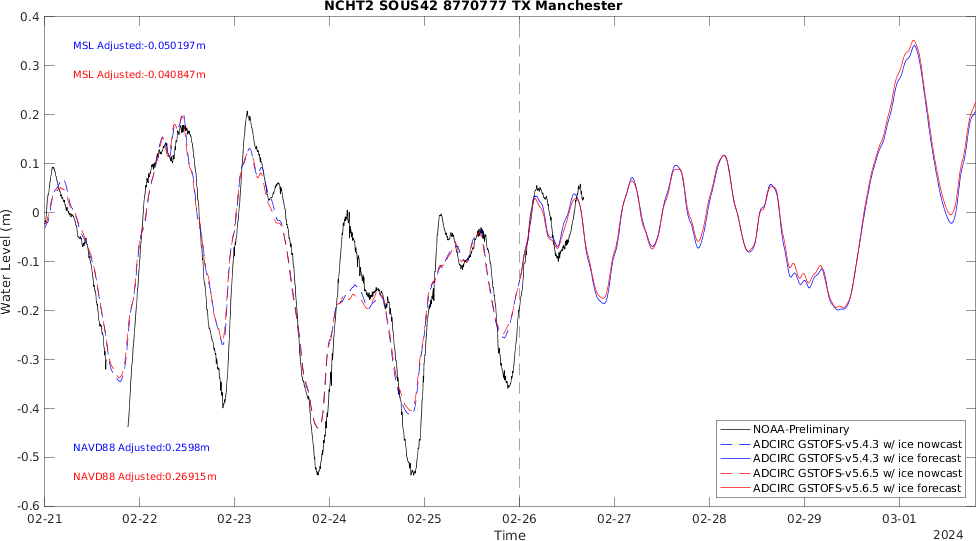 NCHT2 SOUS42 8770777 TX Manchester
0.4
0.3
0.2
0.1
0
-0.1
-0.2
-0.3
-0.4
-0.5
-0.6
Water Level (m)
MSL Adjusted:-0.050197m
MSL Adjusted:-0.040847m
NAVD88 Adjusted:0.2598m
NAVD88 Adjusted:0.26915m
NOAA-Preliminary
ADCIRC GSTOFS-v5.4.3 w/ ice nowcast
ADCIRC GSTOFS-v5.4.3 w/ ice forecast
ADCIRC GSTOFS-v5.6.5 w/ ice nowcast
ADCIRC GSTOFS-v5.6.5 w/ ice forecast
02-21 02-22 02-23 02-24 02-25 02-26 02-27 02-28 02-29 03-01
Time
2024